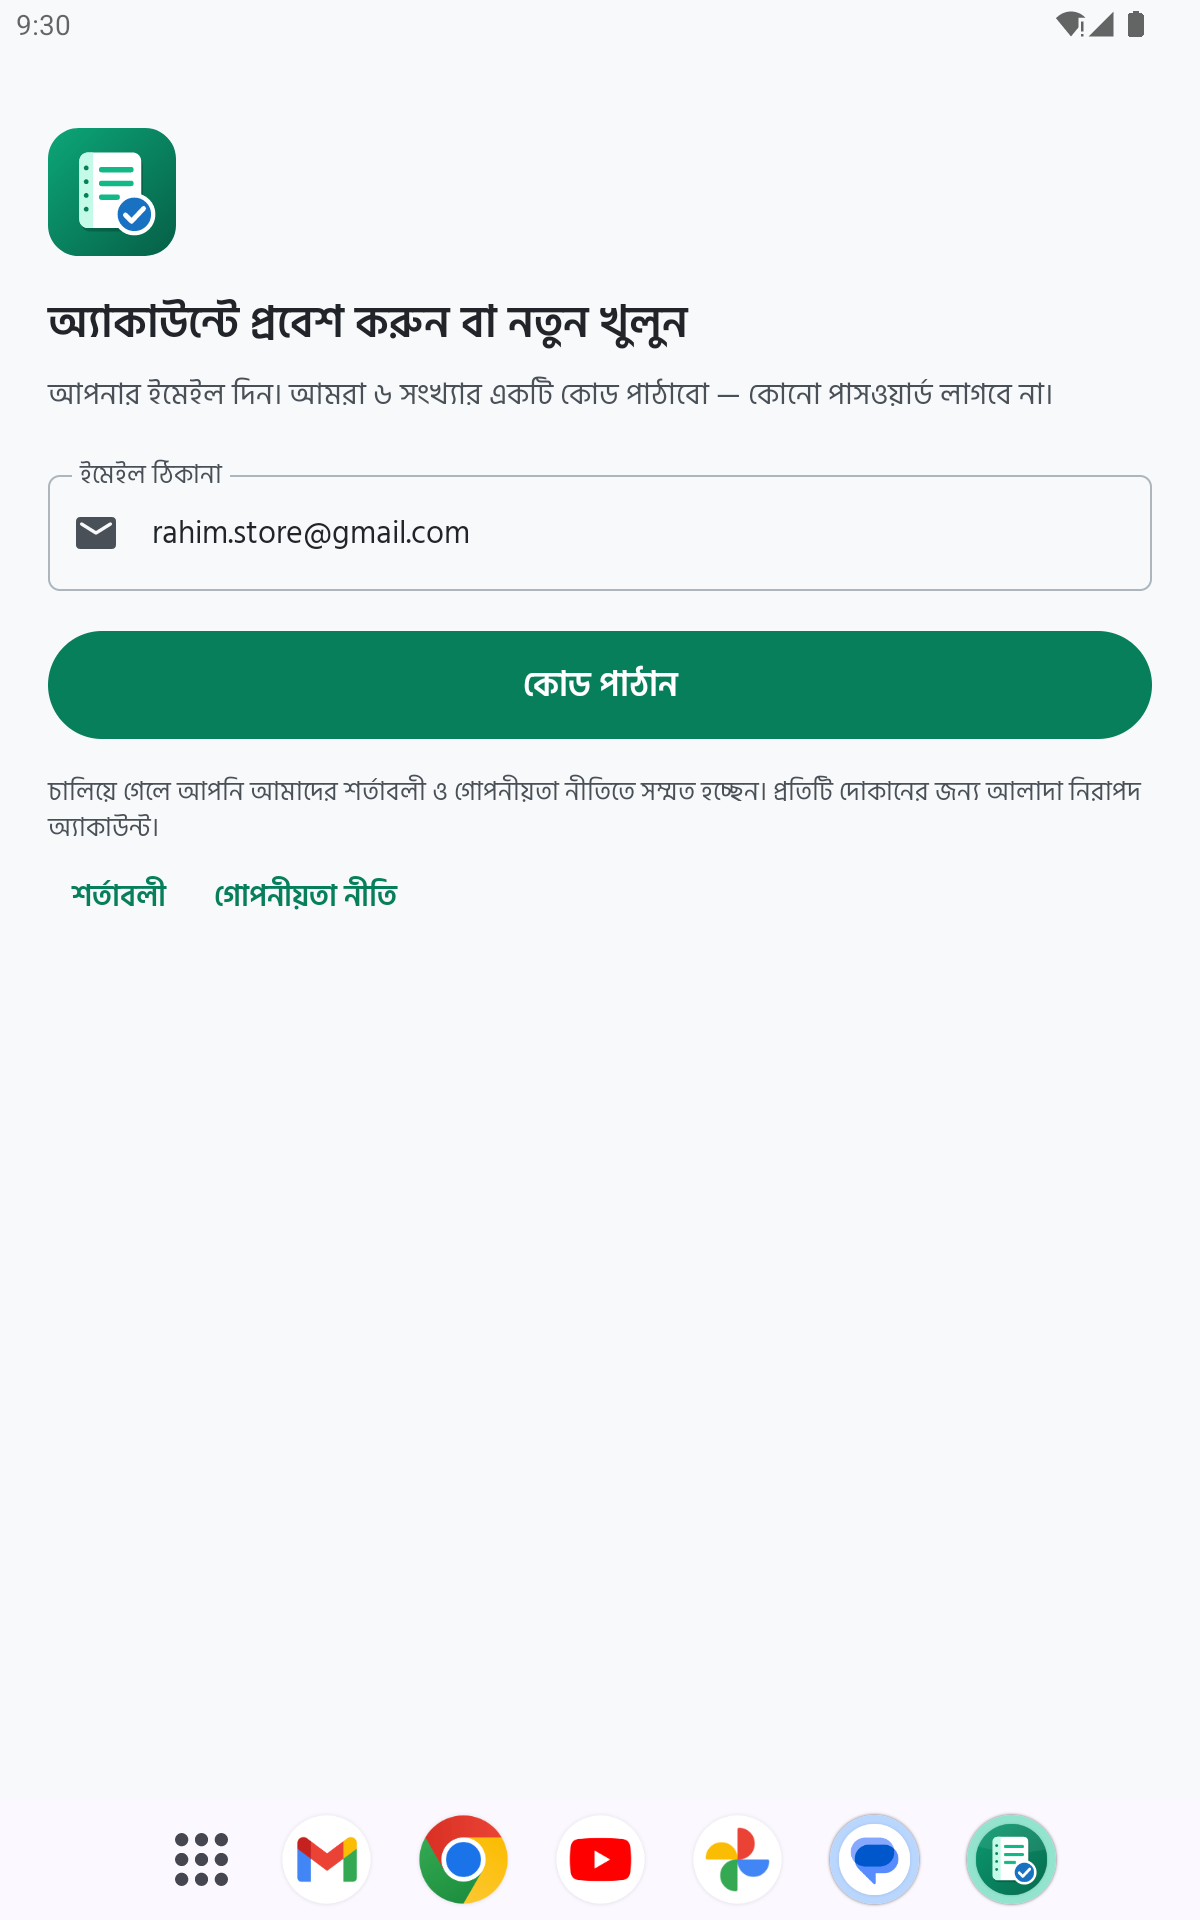 9:30
অ্যাকাউন্টে প্রবেশ করুন বা নতুন খুলুন
আপনার ইমেইল দিন। আমরা ৬ সংখ্যার একটি কোড পাঠাবো — কোনো পাসওয়ার্ড লাগবে না।
ইমেইল ঠিকানা
rahim.store@gmail.com
কোড পাঠান
চালিয়ে গেলে আপনি আমাদের শর্তাবলী ও গোপনীয়তা নীতিতে সম্মত হচ্ছেন। প্রতিটি দোকানের জন্য আলাদা নিরাপদ
অ্যাকাউন্ট।
শর্তাবলী গোপনীয়তা নীতি